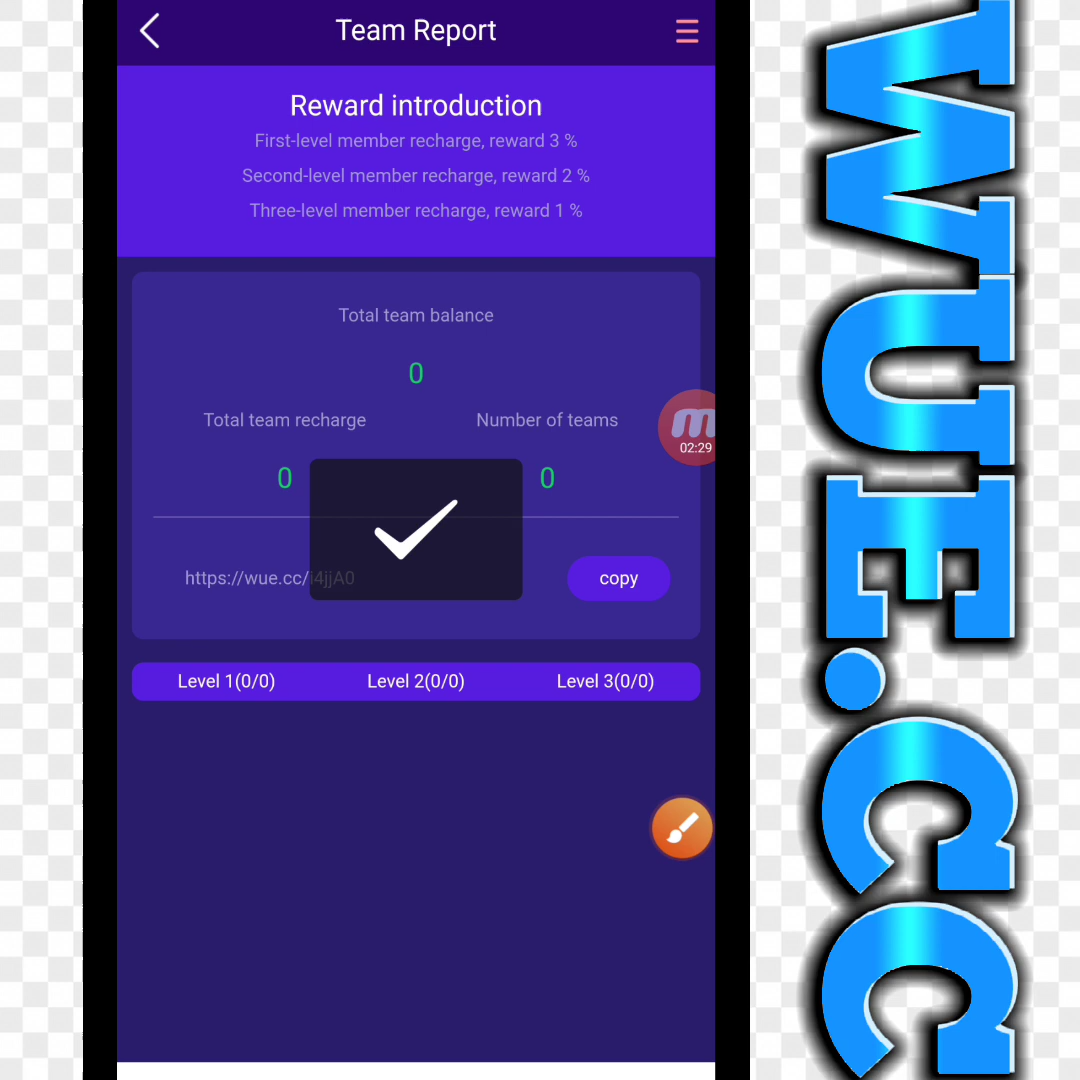 Team Report
Reward introduction
First-level member recharge, reward 3 %
Second-level member recharge, reward 2 %
Three-level member recharge, reward 1 %
Total team balance
0
Total team recharge
Number of teams
0
0
m
02:29
https://wue.cc/i4jjA0
copy
Level 1(0/0)
Level 2(0/0)
Level 3(0/0)
WUE.CC